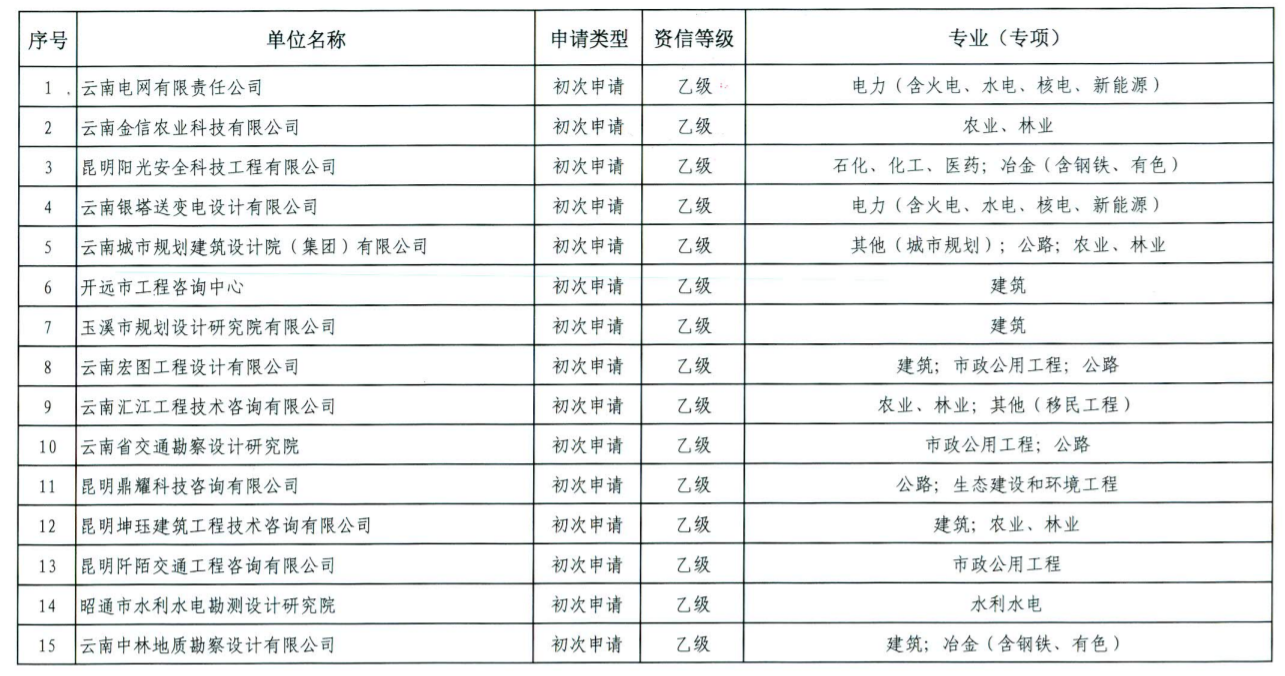 序号 单位名称 申请类型 资信等级 专业（专项）
1 云南电网有限责任公司 初次申请 乙级 电力（含火电、水电、核电、新能源）
2 云南金信农业科技有限公司 初次申请 乙级 农业、林业
3 昆明阳光安全科技工程有限公司 初次申请 乙级 石化、化工、医药；冶金（含钢铁、有色）
4 云南银塔送变电设计有限公司 初次申请 乙级 电力（含火电、水电、核电、新能源）
5 云南城市规划建筑设计院（集团）有限公司 初次申请 乙级 其他（城市规划）；公路；农业、林业
6 开远市工程咨询中心 初次申请 乙级 建筑
7 玉溪市规划设计研究院有限公司 初次申请 乙级 建筑
8 云南宏图工程设计有限公司 初次申请 乙级 建筑；市政公用工程；公路
9 云南汇江工程技术咨询有限公司 初次申请 乙级 农业、林业；其他（移民工程）
10 云南省交通勘察设计研究院 初次申请 乙级 市政公用工程；公路
11 昆明鼎耀科技咨询有限公司 初次申请 乙级 公路；生态建设和环境工程
12 昆明坤珏建筑工程技术咨询有限公司 初次申请 乙级 建筑；农业、林业
13 昆明阡陌交通工程咨询有限公司 初次申请 乙级 市政公用工程
14 昭通市水利水电勘测设计研究院 初次申请 乙级 水利水电
15 云南中林地质勘察设计有限公司 初次申请 乙级 建筑；冶金（含钢铁、有色）